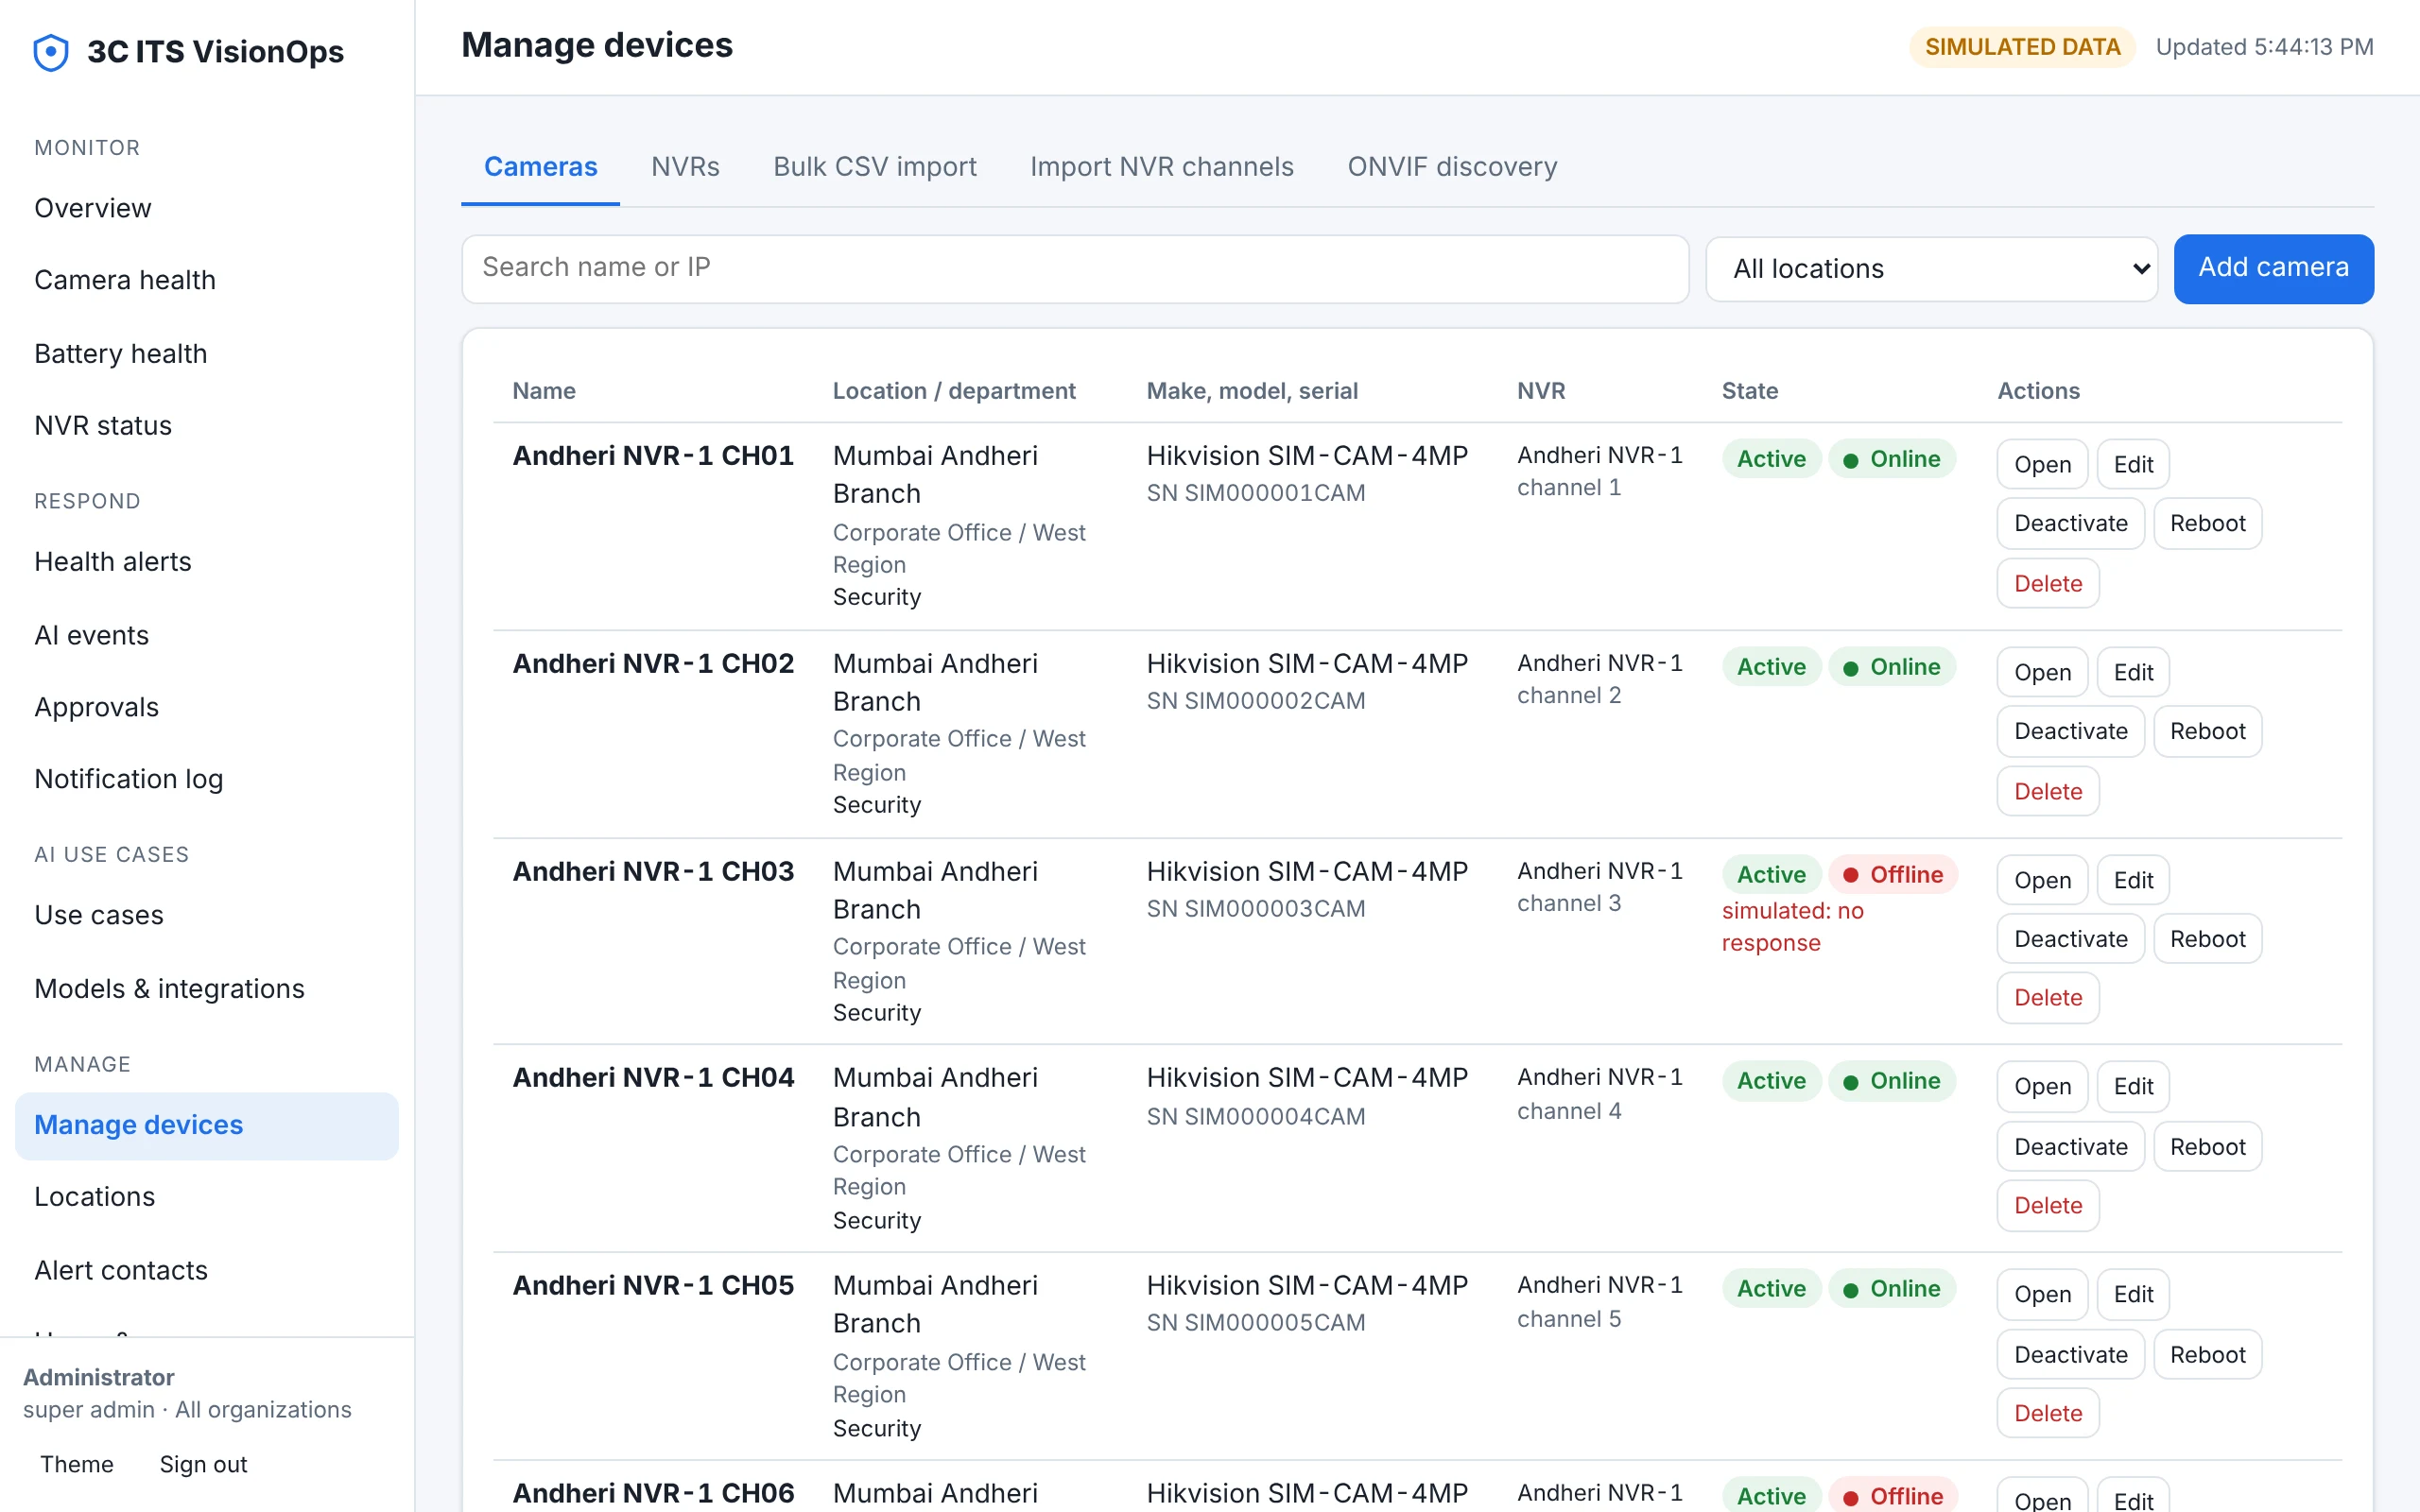 3C ITS VisionOps
MONITOR
Overview
Camera health
Battery health
NVR status
RESPOND
Health alerts
AI events
Approvals
Notification log
AI USE CASES
Use cases
Models & integrations
MANAGE
Manage devices
Locations
Alert contacts
Administrator
super admin · All organizations
Theme Sign out
Manage devices
SIMULATED DATA Updated 5:44:13 PM
Cameras NVRs Bulk CSV import Import NVR channels ONVIF discovery
Search name or IP All locations Add camera
Name Location / department Make, model, serial NVR State Actions
Andheri NVR-1 CH01
Mumbai Andheri
Branch
Corporate Office / West
Region
Security
Hikvision SIM-CAM-4MP
SN SIM000001CAM
Andheri NVR-1
channel 1
Active Online
Open Edit
Deactivate Reboot
Delete
Andheri NVR-1 CH02
Mumbai Andheri
Branch
Corporate Office / West
Region
Security
Hikvision SIM-CAM-4MP
SN SIM000002CAM
Andheri NVR-1
channel 2
Active Online
Open Edit
Deactivate Reboot
Delete
Andheri NVR-1 CH03
Mumbai Andheri
Branch
Corporate Office / West
Region
Security
Hikvision SIM-CAM-4MP
SN SIM000003CAM
Andheri NVR-1
channel 3
Active Offline
simulated: no
response
Open Edit
Deactivate Reboot
Delete
Andheri NVR-1 CH04
Mumbai Andheri
Branch
Corporate Office / West
Region
Security
Hikvision SIM-CAM-4MP
SN SIM000004CAM
Andheri NVR-1
channel 4
Active Online
Open Edit
Deactivate Reboot
Delete
Andheri NVR-1 CH05
Mumbai Andheri
Branch
Corporate Office / West
Region
Security
Hikvision SIM-CAM-4MP
SN SIM000005CAM
Andheri NVR-1
channel 5
Active Online
Open Edit
Deactivate Reboot
Delete
Andheri NVR-1 CH06
Mumbai Andheri
Hikvision SIM-CAM-4MP
Andheri NVR-1
Active Offline
Open Edit